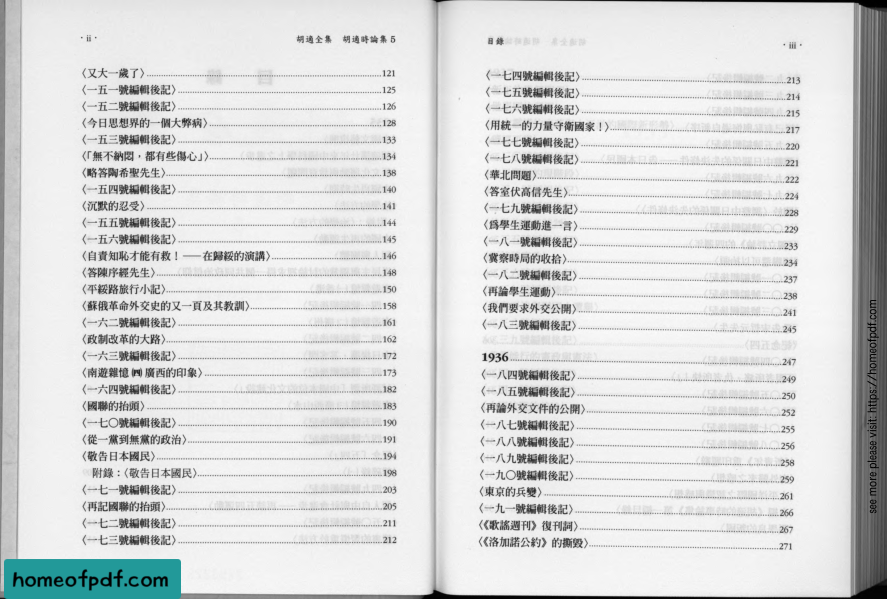 · ii ·
胡適全集 胡適時論集 5
〈又大一歲了〉121
〈一五一號編輯後記〉125
〈一五二號編輯後記〉126
〈今日思想界的一個大弊病〉128
〈一五三號編輯後記〉133
〈「無不納悶，都有些傷心」〉134
〈略答陶希聖先生〉138
〈一五四號編輯後記〉140
〈沉默的忍受〉141
〈一五五號編輯後記〉144
〈一五六號編輯後記〉145
〈自責知恥才能有救！——在歸綏的演講〉146
〈答陳序經先生〉148
〈平綏路旅行小記〉150
〈蘇俄革命外交史的又一頁及其教訓〉158
〈一六二號編輯後記〉161
〈政制改革的大路〉162
〈一六三號編輯後記〉172
〈南遊雜憶㈣廣西的印象〉173
〈一六四號編輯後記〉182
〈國聯的抬頭〉183
〈一七〇號編輯後記〉190
〈從一黨到無黨的政治〉191
〈敬告日本國民〉194
附錄：〈敬告日本國民〉198
〈一七一號編輯後記〉203
〈再記國聯的抬頭〉205
〈一七二號編輯後記〉211
〈一七三號編輯後記〉212
目錄
· iii ·
〈一七四號編輯後記〉213
〈一七五號編輯後記〉214
〈一七六號編輯後記〉215
〈用統一的力量守衛國家！〉217
〈一七七號編輯後記〉220
〈一七八號編輯後記〉221
〈華北問題〉222
〈答室伏高信先生〉224
〈一七九號編輯後記〉228
〈為學生運動進一言〉229
〈一八一號編輯後記〉233
〈冀察時局的收拾〉234
〈一八二號編輯後記〉237
〈再論學生運動〉238
〈我們要求外交公開〉241
〈一八三號編輯後記〉245
1936 247
〈一八四號編輯後記〉249
〈一八五號編輯後記〉250
〈再論外交文件的公開〉252
〈一八七號編輯後記〉255
〈一八八號編輯後記〉256
〈一八九號編輯後記〉258
〈一九〇號編輯後記〉259
〈東京的兵變〉261
〈一九一號編輯後記〉266
〈《歌謠週刊》復刊詞〉267
〈《洛加諾公約》的撕毀〉271
homeofpdf.com
see more please visit: https://homeofpdf.com